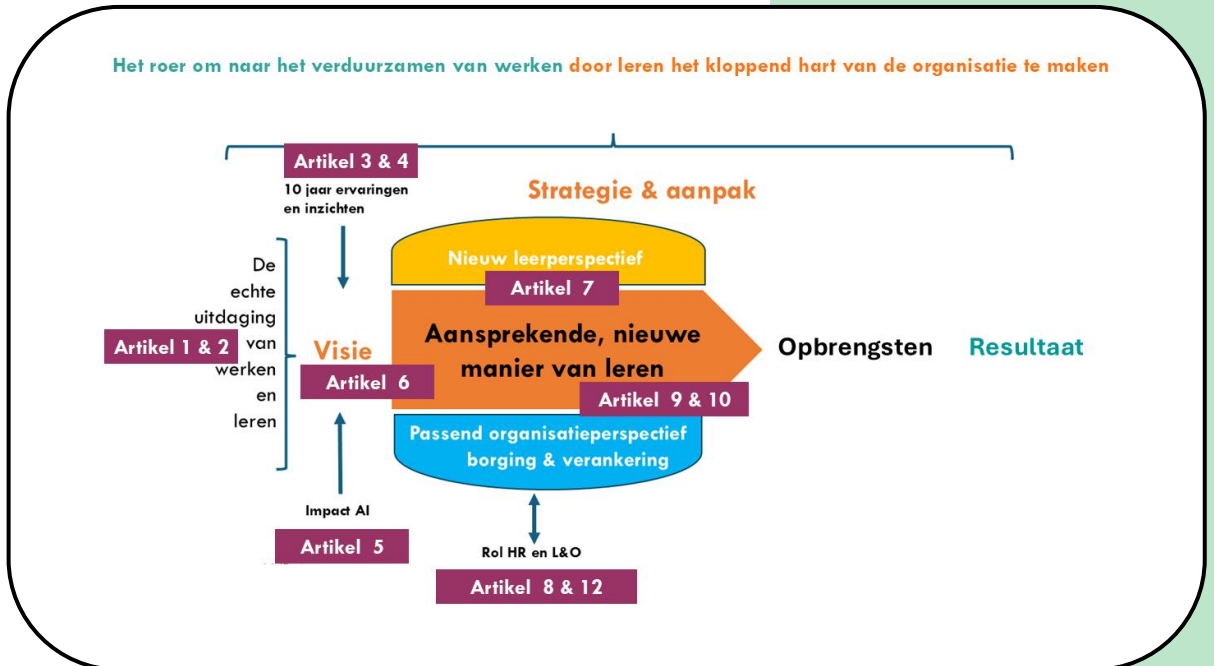 Het roer om naar het verduurzamen van werken door leren het kloppend hart van de organisatie te maken
Artikel 3 & 4
10 jaar ervaringen
en inzichten
Strategie & aanpak
De
echte
uitdaging
van
werken
en
leren
Artikel 1 & 2
Visie
Artikel 6
Nieuw leerperspectief
Artikel 7
Aansprekende, nieuwe
manier van leren
Artikel 9 & 10
Passend organisatieperspectief
borging & verankering
Opbrengsten
Resultaat
Impact AI
Artikel 5
Rol HR en L&O
Artikel 8 & 12